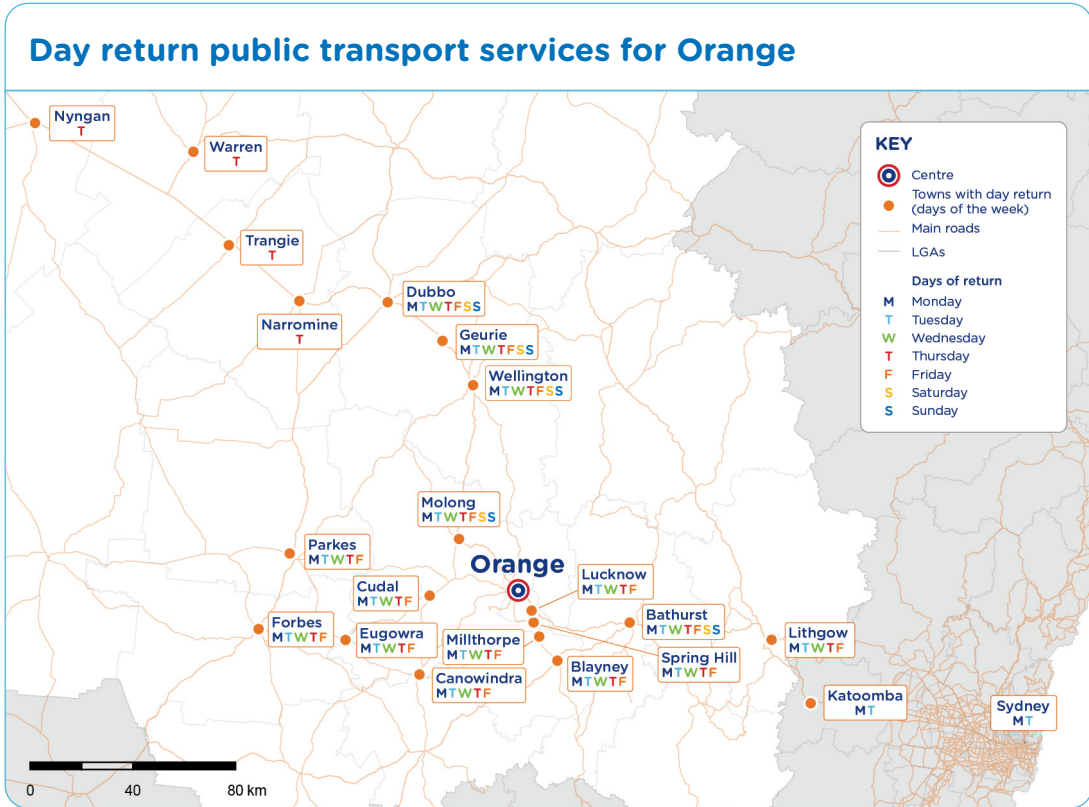 Day return public transport services for Orange
Nyngan
T
Warren
T
Trangie
T
Narromine
T
Dubbo
MTWTFSS
Geurie
MTWTFSS
Wellington
MTWTFSS
Molong
MTWTFSS
Parkes
MTWTF
Orange
Cudal
MTWTF
Lucknow
MTWTF
Forbes
MTWTF
Eugowra
MTWTF
Millthorpe
MTWTF
Bathurst
MTWTFSS
Lithgow
MTWTF
Canowindra
MTWTF
Blayney
MTWTF
Spring Hill
MTWTF
Katoomba
MT
Sydney
MT
KEY
Centre
Towns with day return
(days of the week)
Main roads
LGAs
Days of return
M Monday
T Tuesday
W Wednesday
T Thursday
F Friday
S Saturday
S Sunday
0 40 80 km